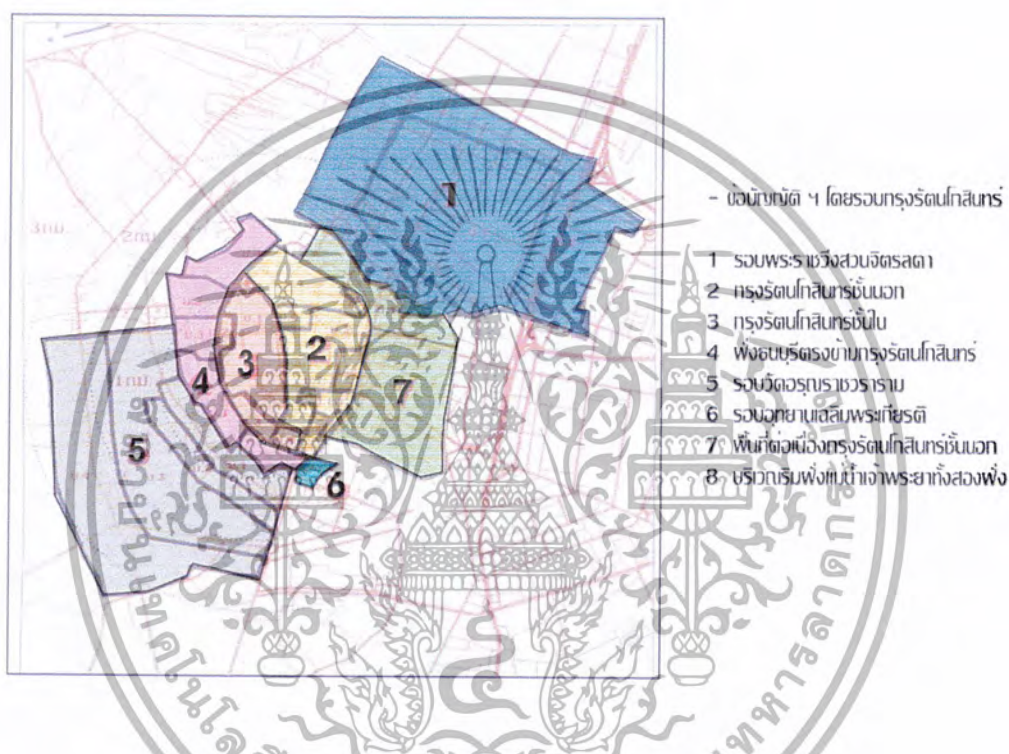 - ข้อบัญญัติ ฯ โดยรอบกรุงรัตนโกสินทร์
1 รอบพระราชวังสวนจิตรลดา
2 กรุงรัตนโกสินทร์ชั้นนอก
3 กรุงรัตนโกสินทร์ชั้นใน
4 ฝั่งธนบุรีตรงข้ามกรุงรัตนโกสินทร์
5 รอบวัดอรุณราชวราราม
6 รอบอุทยานเฉลิมพระเกียรติ
7 พื้นที่ต่อเนื่องกรุงรัตนโกสินทร์ชั้นนอก
8 บริเวณริมฝั่งแม่น้ำเจ้าพระยาทั้งสองฝั่ง
1
2
3
4
7
5
6